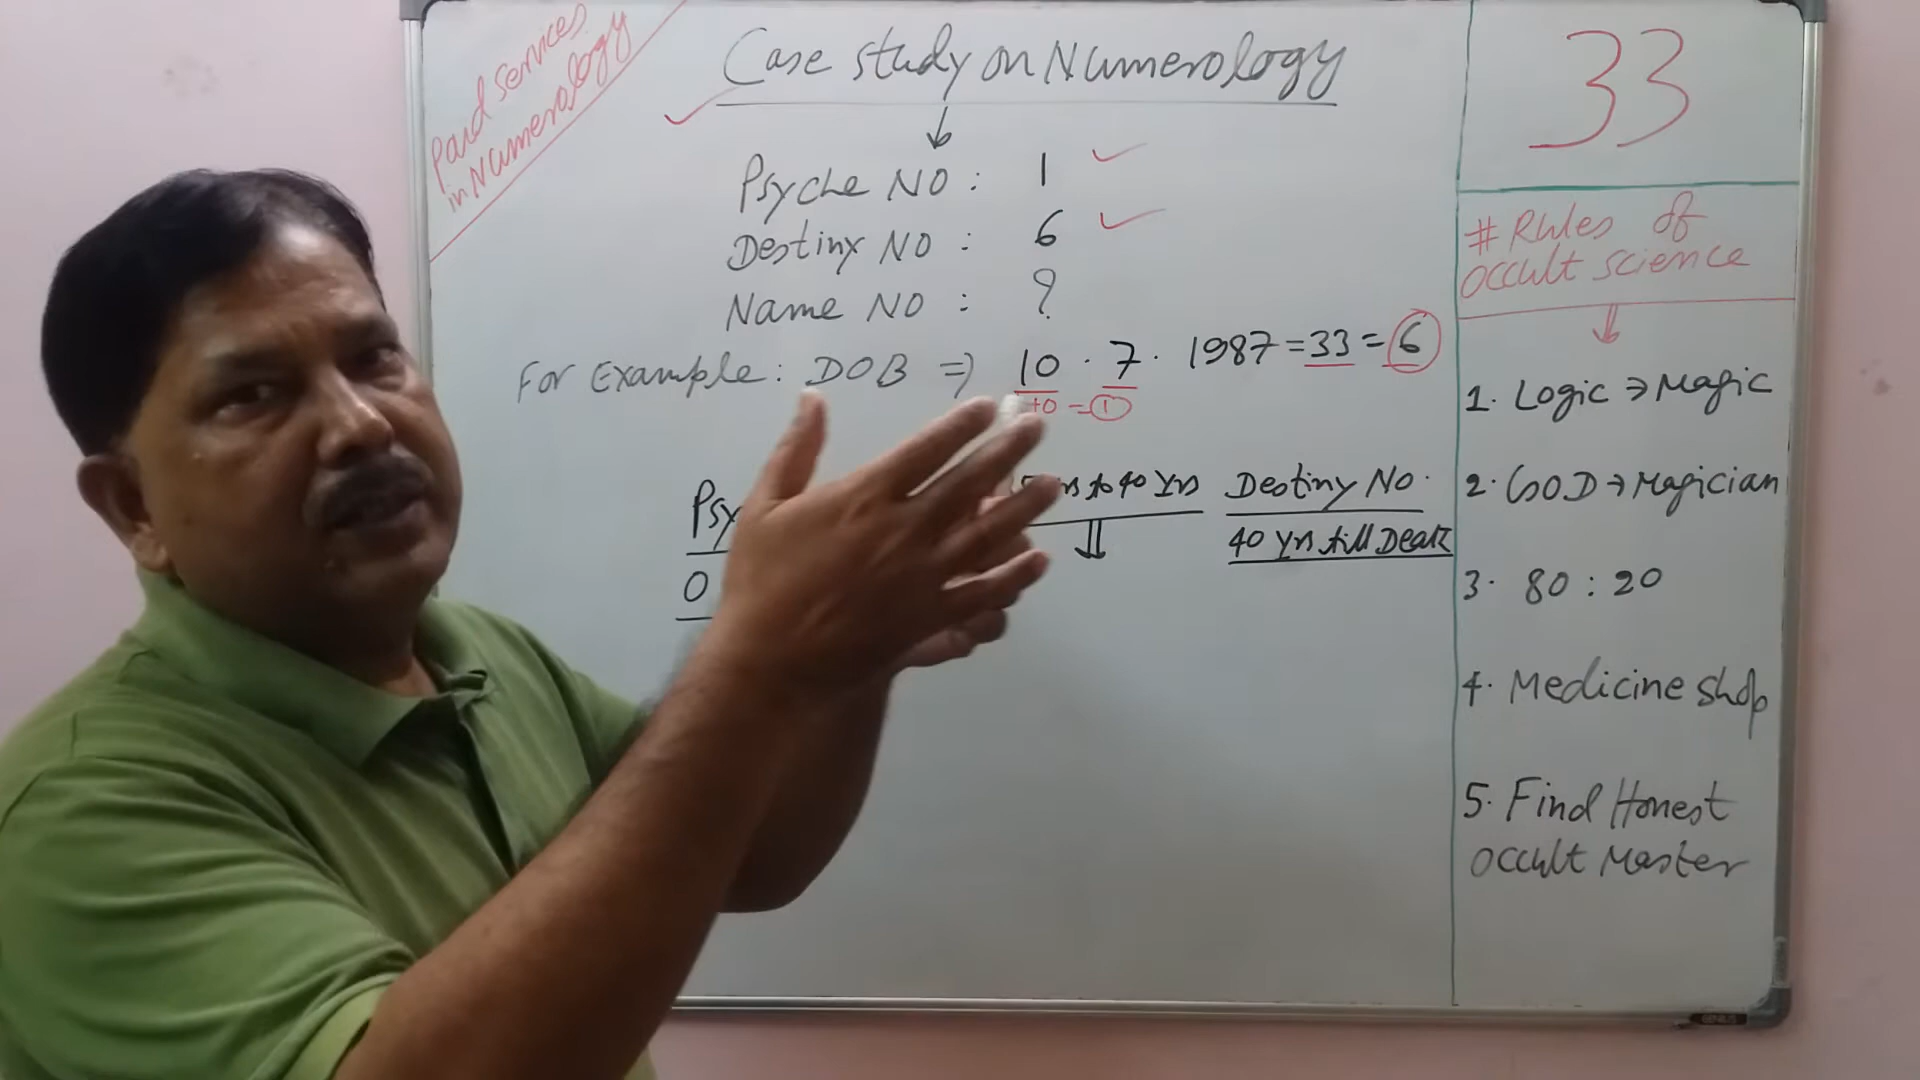 Paid services
in Numerology
Case study on Numerology
↓
Psyche NO : 1 ✓
Destiny NO : 6 ✓
Name NO : ?
For Example : DOB ⇒ 10 . 7 . 1987 = 33 = 6
+0 = 1
Psy
0
to 40 Yrs
⇓
Destiny No.
40 Yrs till Death
33
# Rules of
occult science
⇓
1. Logic → Magic
2. GOD → Magician
3. 80 : 20
4. Medicine shop
5. Find Honest
occult Master
GENIUS